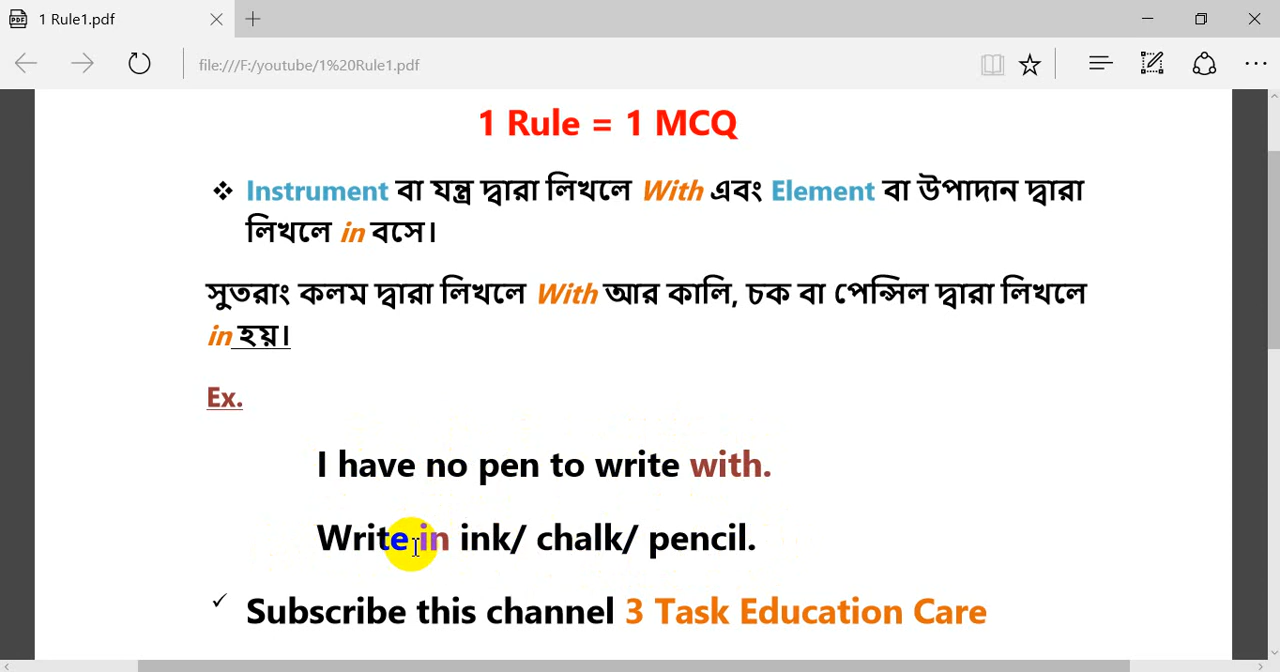 1 Rule1.pdf
file:///F:/youtube/1%20Rule1.pdf
1 Rule = 1 MCQ
❖ Instrument বা যন্ত্র দ্বারা লিখলে With এবং Element বা উপাদান দ্বারা
লিখলে in বসে।
সুতরাং কলম দ্বারা লিখলে With আর কালি, চক বা পেন্সিল দ্বারা লিখলে
in হয়।
Ex.
I have no pen to write with.
Write in ink/ chalk/ pencil.
✓ Subscribe this channel 3 Task Education Care